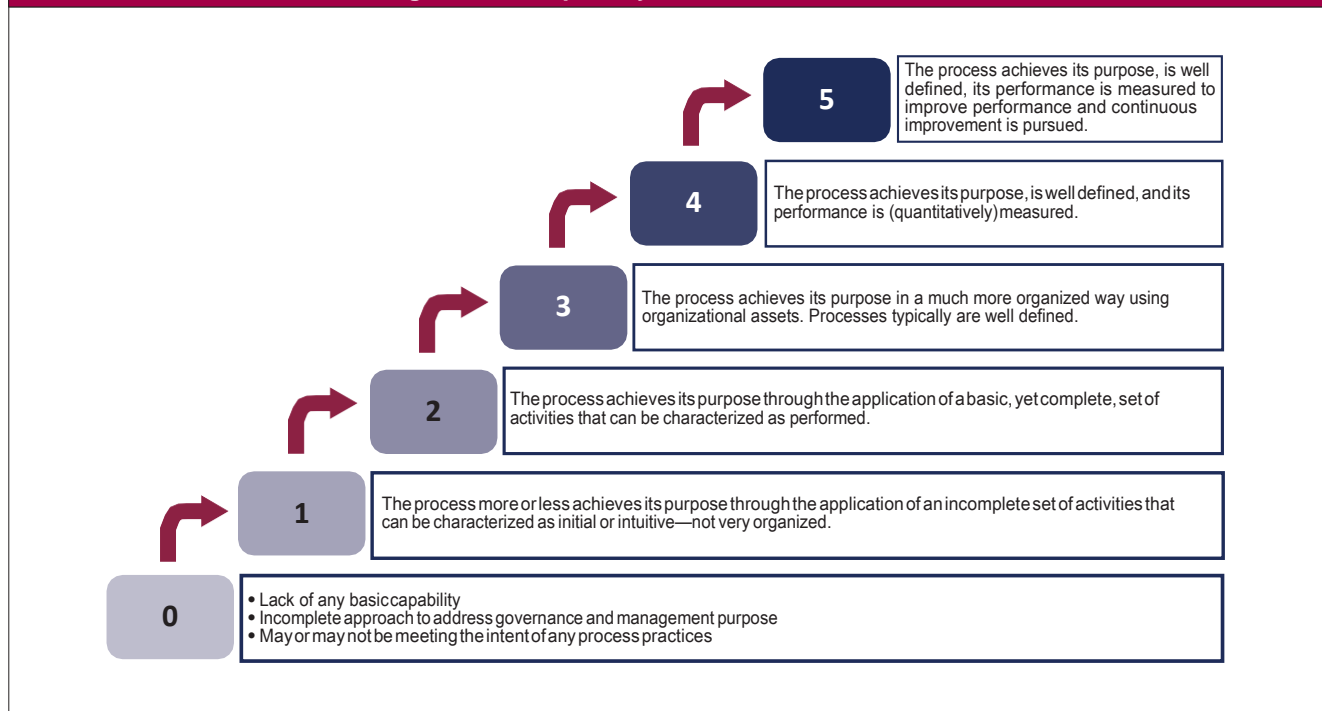 5
The process achieves its purpose, is well
defined, its performance is measured to
improve performance and continuous
improvement is pursued.
4
The process achieves its purpose, is well defined, and its
performance is (quantitatively) measured.
3
The process achieves its purpose in a much more organized way using
organizational assets. Processes typically are well defined.
2
The process achieves its purpose through the application of a basic, yet complete, set of
activities that can be characterized as performed.
1
The process more or less achieves its purpose through the application of an incomplete set of activities that
can be characterized as initial or intuitive—not very organized.
0
• Lack of any basic capability
• Incomplete approach to address governance and management purpose
• May or may not be meeting the intent of any process practices